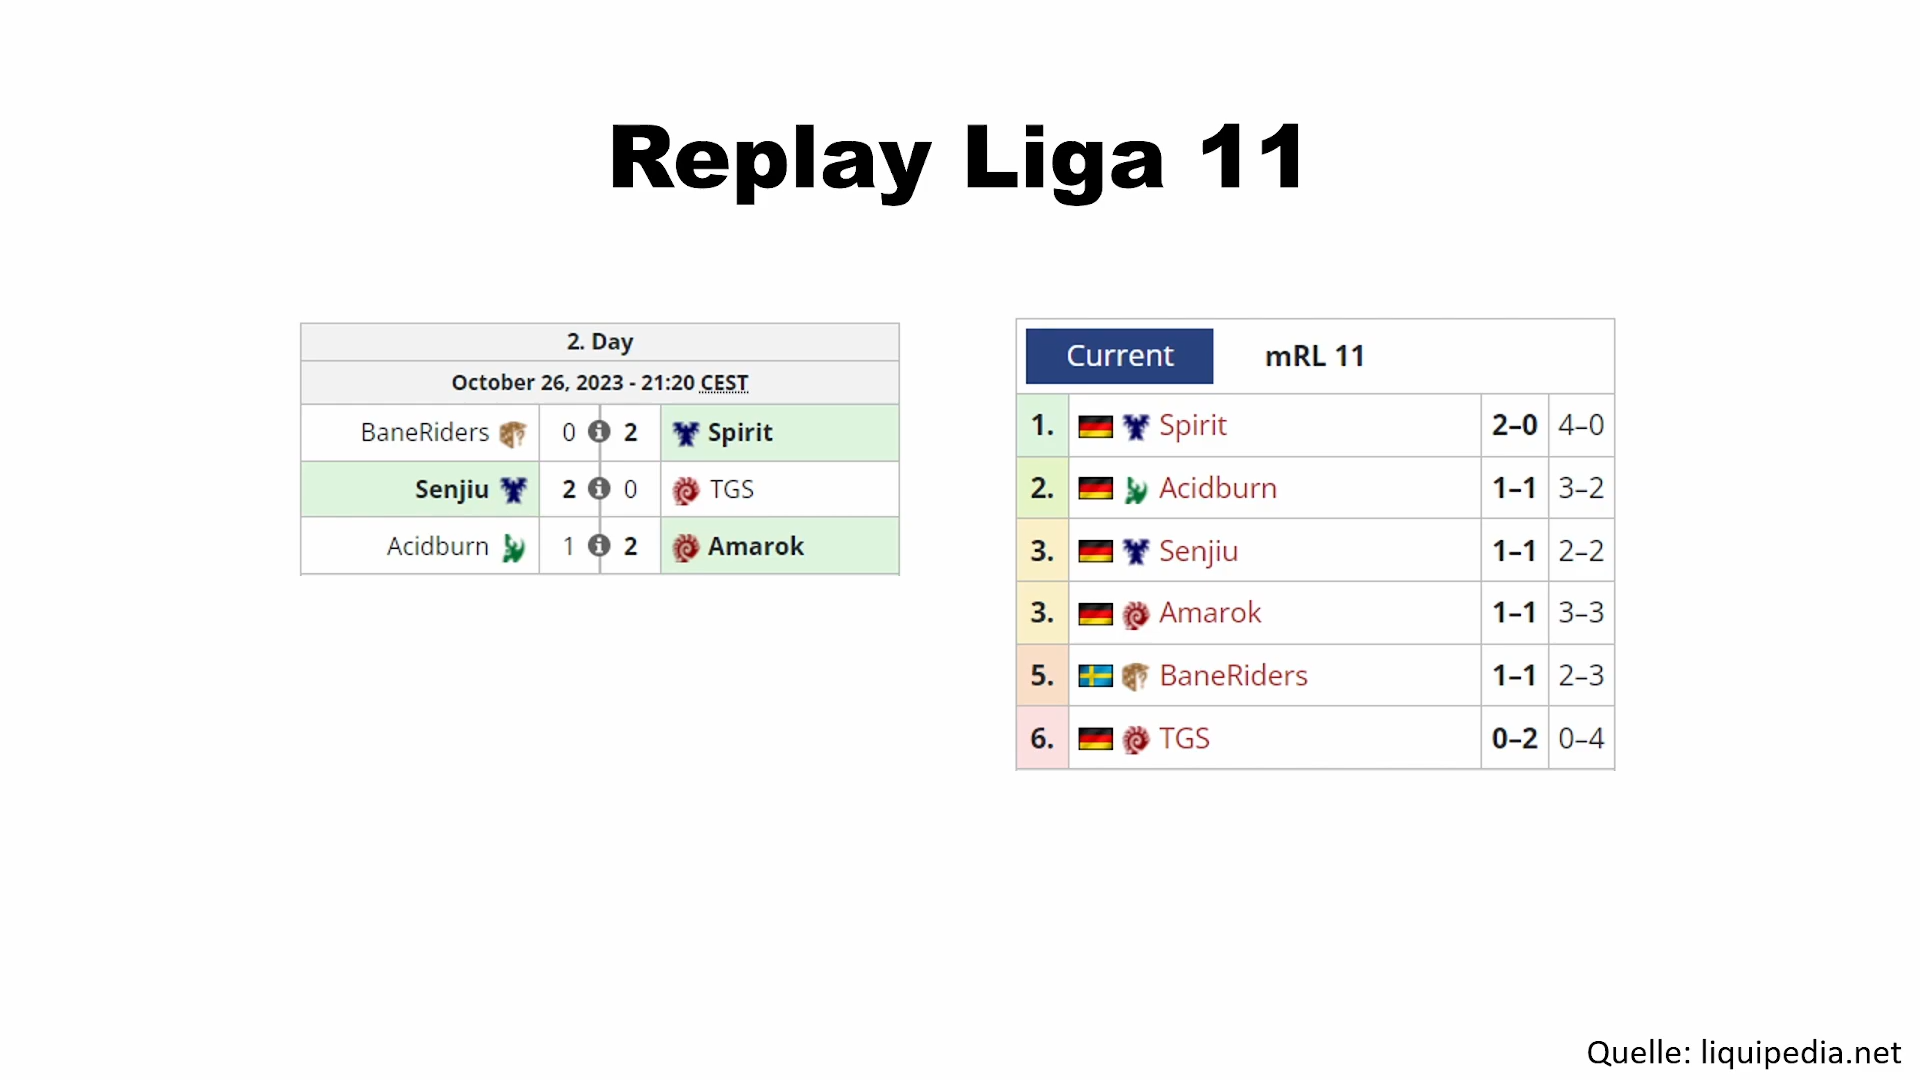 Replay Liga 11
2. Day
October 26, 2023 - 21:20 CEST
BaneRiders 0 2 Spirit
Senjiu 2 0 TGS
Acidburn 1 2 Amarok
Current mRL 11
1. Spirit 2–0 4–0
2. Acidburn 1–1 3–2
3. Senjiu 1–1 2–2
3. Amarok 1–1 3–3
5. BaneRiders 1–1 2–3
6. TGS 0–2 0–4
Quelle: liquipedia.net